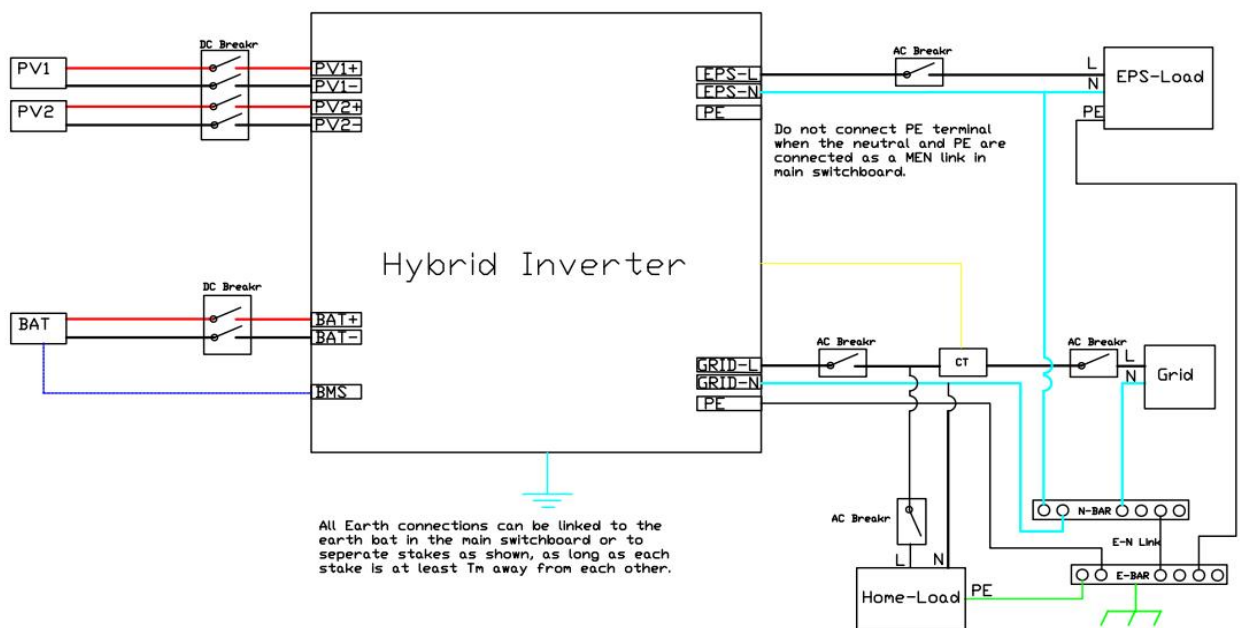 DC Breakr
PV1
PV2
PV1+
PV1-
PV2+
PV2-
AC Breakr
EPS-L
EPS-N
PE
L
N
PE
EPS-Load
Do not connect PE terminal
when the neutral and PE are
connected as a MEN link in
main switchboard.
Hybrid Inverter
DC Breakr
BAT
BAT+
BAT-
BMS
AC Breakr
CT
AC Breakr
GRID-L
GRID-N
PE
L
N
Grid
All Earth connections can be linked to the
earth bat in the main switchboard or to
seperate stakes as shown, as long as each
stake is at least Tm away from each other.
AC Breakr
L
N
Home-Load
PE
N-BAR
E-N Link
E-BAR